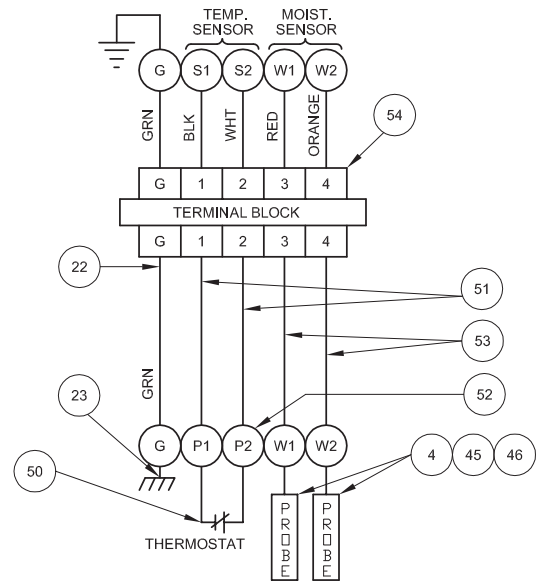 TEMP. MOIST.
SENSOR SENSOR
G S1 S2 W1 W2
GRN BLK WHT RED ORANGE
54
G 1 2 3 4
TERMINAL BLOCK
G 1 2 3 4
22
51
53
GRN
23
52
G P1 P2 W1 W2
50
4 45 46
THERMOSTAT
PROBE PROBE